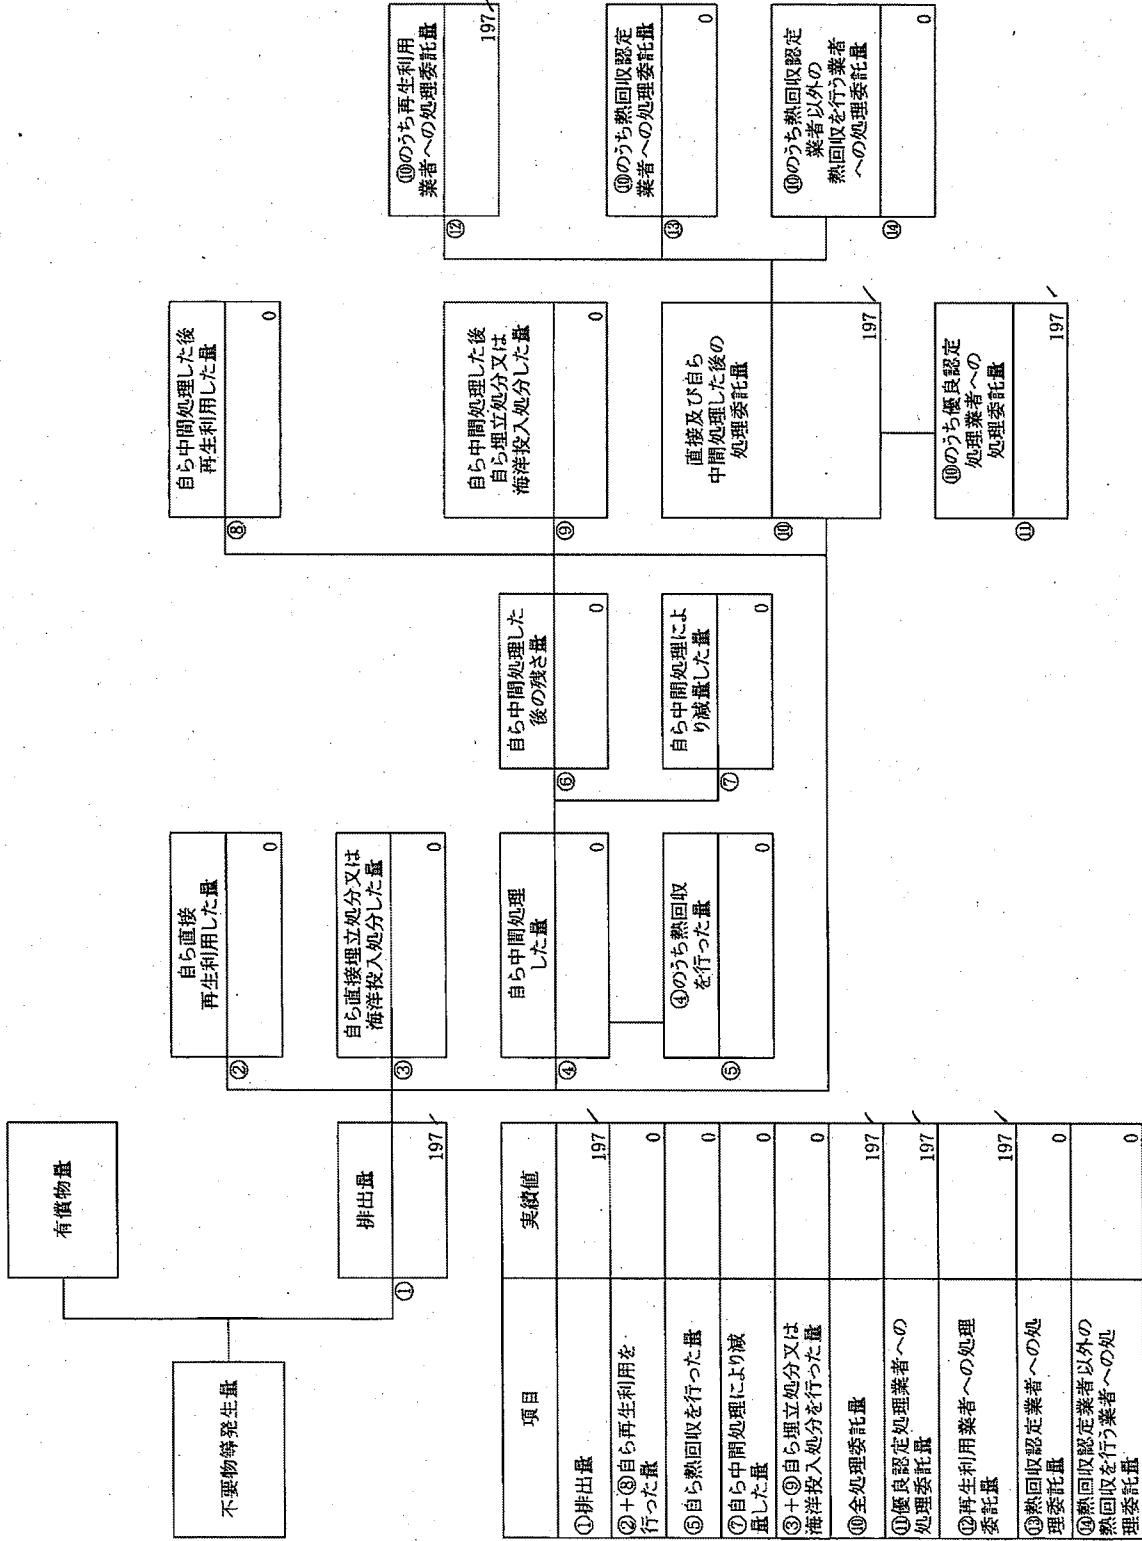 不要物等発生量
有償物量
排出量
①
197
自ら直接
再生利用した量
②
0
自ら直接埋立処分又は
海洋投入処分した量
③
0
自ら中間処理
した量
④
0
④のうち熱回収
を行った量
⑤
0
自ら中間処理した
後の残さ量
⑥
0
自ら中間処理によ
り減量した量
⑦
0
自ら中間処理した後
再生利用した量
⑧
0
自ら中間処理した後
自ら埋立処分又は
海洋投入処分した量
⑨
0
直接及び自ら
中間処理した後の
処理委託量
⑩
197
⑩のうち優良認定
処理業者への
処理委託量
⑪
197
⑩のうち再生利用
業者への処理委託量
⑫
197
⑩のうち熱回収認定
業者への処理委託量
⑬
0
⑩のうち熱回収認定
業者以外の
熱回収を行う業者
への処理委託量
⑭
0
項目 実績値
①排出量 197
②+⑧自ら再生利用を
行った量 0
⑤自ら熱回収を行った量 0
⑦自ら中間処理により減
量した量 0
③+⑨自ら埋立処分又は
海洋投入処分を行った量 0
⑩全処理委託量 197
⑪優良認定処理業者への
処理委託量 197
⑫再生利用業者への処理
委託量 197
⑬熱回収認定業者への処
理委託量 0
⑭熱回収認定業者以外の
熱回収を行う業者への処
理委託量 0